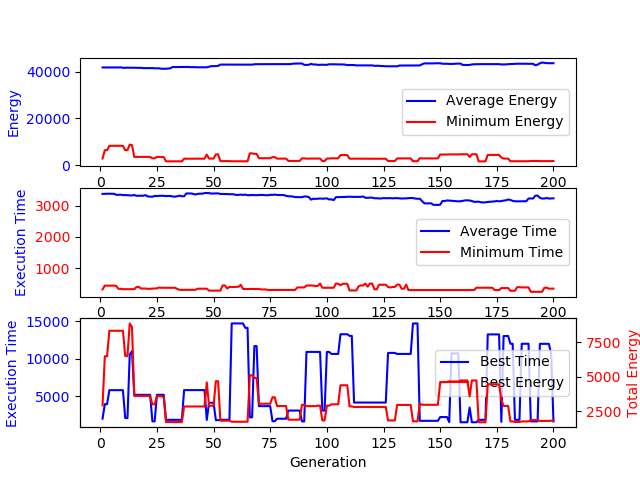 40000
20000
0
Energy
Average Energy
Minimum Energy
0 25 50 75 100 125 150 175 200
3000
2000
1000
Execution Time
Average Time
Minimum Time
0 25 50 75 100 125 150 175 200
15000
10000
5000
Execution Time
Best Time
Best Energy
7500
5000
2500
Total Energy
0 25 50 75 100 125 150 175 200
Generation